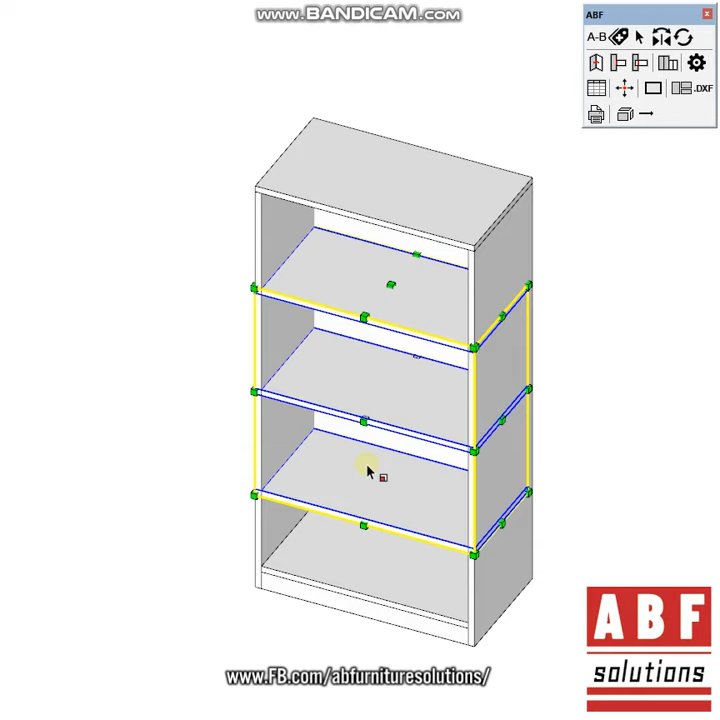 www.BANDICAM.com
ABF
A-B
.DXF
ABF
solutions
www.FB.com/abfurnituresolutions/